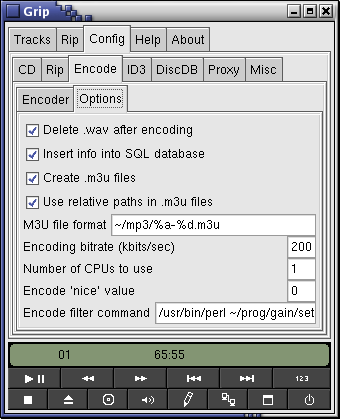 Grip
Tracks Rip Config Help About
CD Rip Encode ID3 DiscDB Proxy Misc
Encoder Options
Delete .wav after encoding
Insert info into SQL database
Create .m3u files
Use relative paths in .m3u files
M3U file format ~/mp3/%a-%d.m3u
Encoding bitrate (kbits/sec) 200
Number of CPUs to use 1
Encode 'nice' value 0
Encode filter command /usr/bin/perl ~/prog/gain/set
01 65:55
123